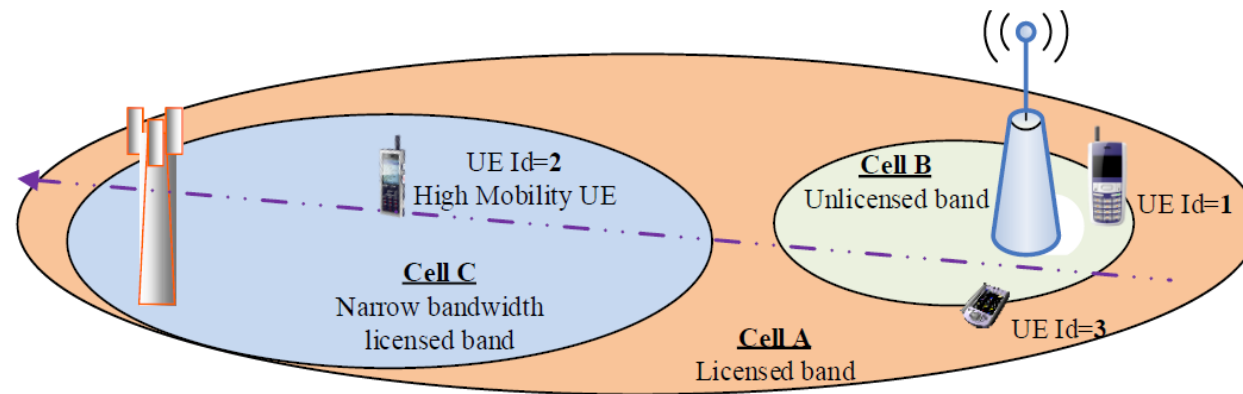 UE Id=2
High Mobility UE
Cell C
Narrow bandwidth
licensed band
Cell B
Unlicensed band
UE Id=1
UE Id=3
Cell A
Licensed band